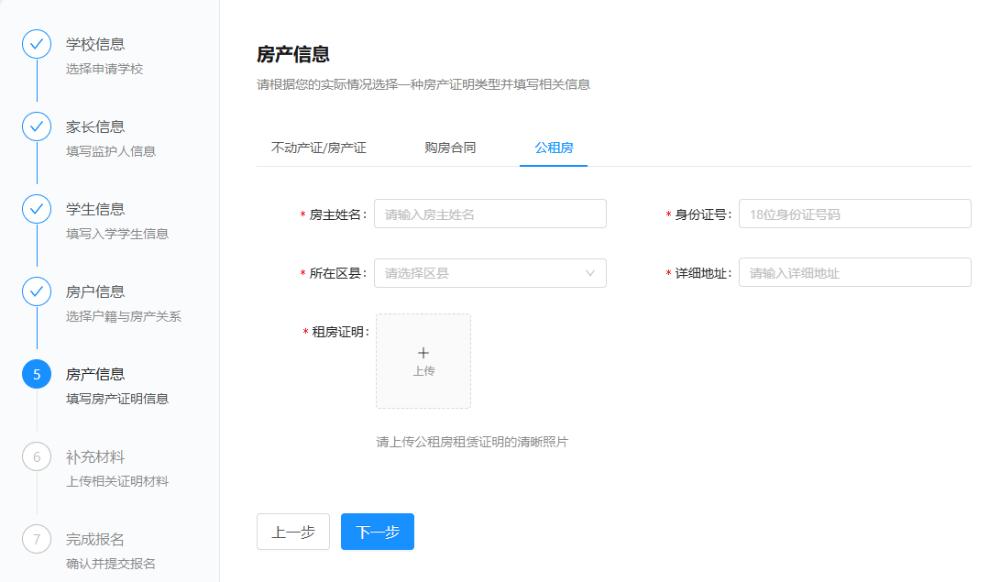 学校信息
选择申请学校
家长信息
填写监护人信息
学生信息
填写入学学生信息
房户信息
选择户籍与房产关系
5
房产信息
填写房产证明信息
6
补充材料
上传相关证明材料
7
完成报名
确认并提交报名
房产信息
请根据您的实际情况选择一种房产证明类型并填写相关信息
不动产证/房产证 购房合同 公租房
* 房主姓名: 请输入房主姓名 * 身份证号: 18位身份证号码
* 所在区县: 请选择区县 * 详细地址: 请输入详细地址
* 租房证明:
+
上传
请上传公租房租赁证明的清晰照片
上一步 下一步